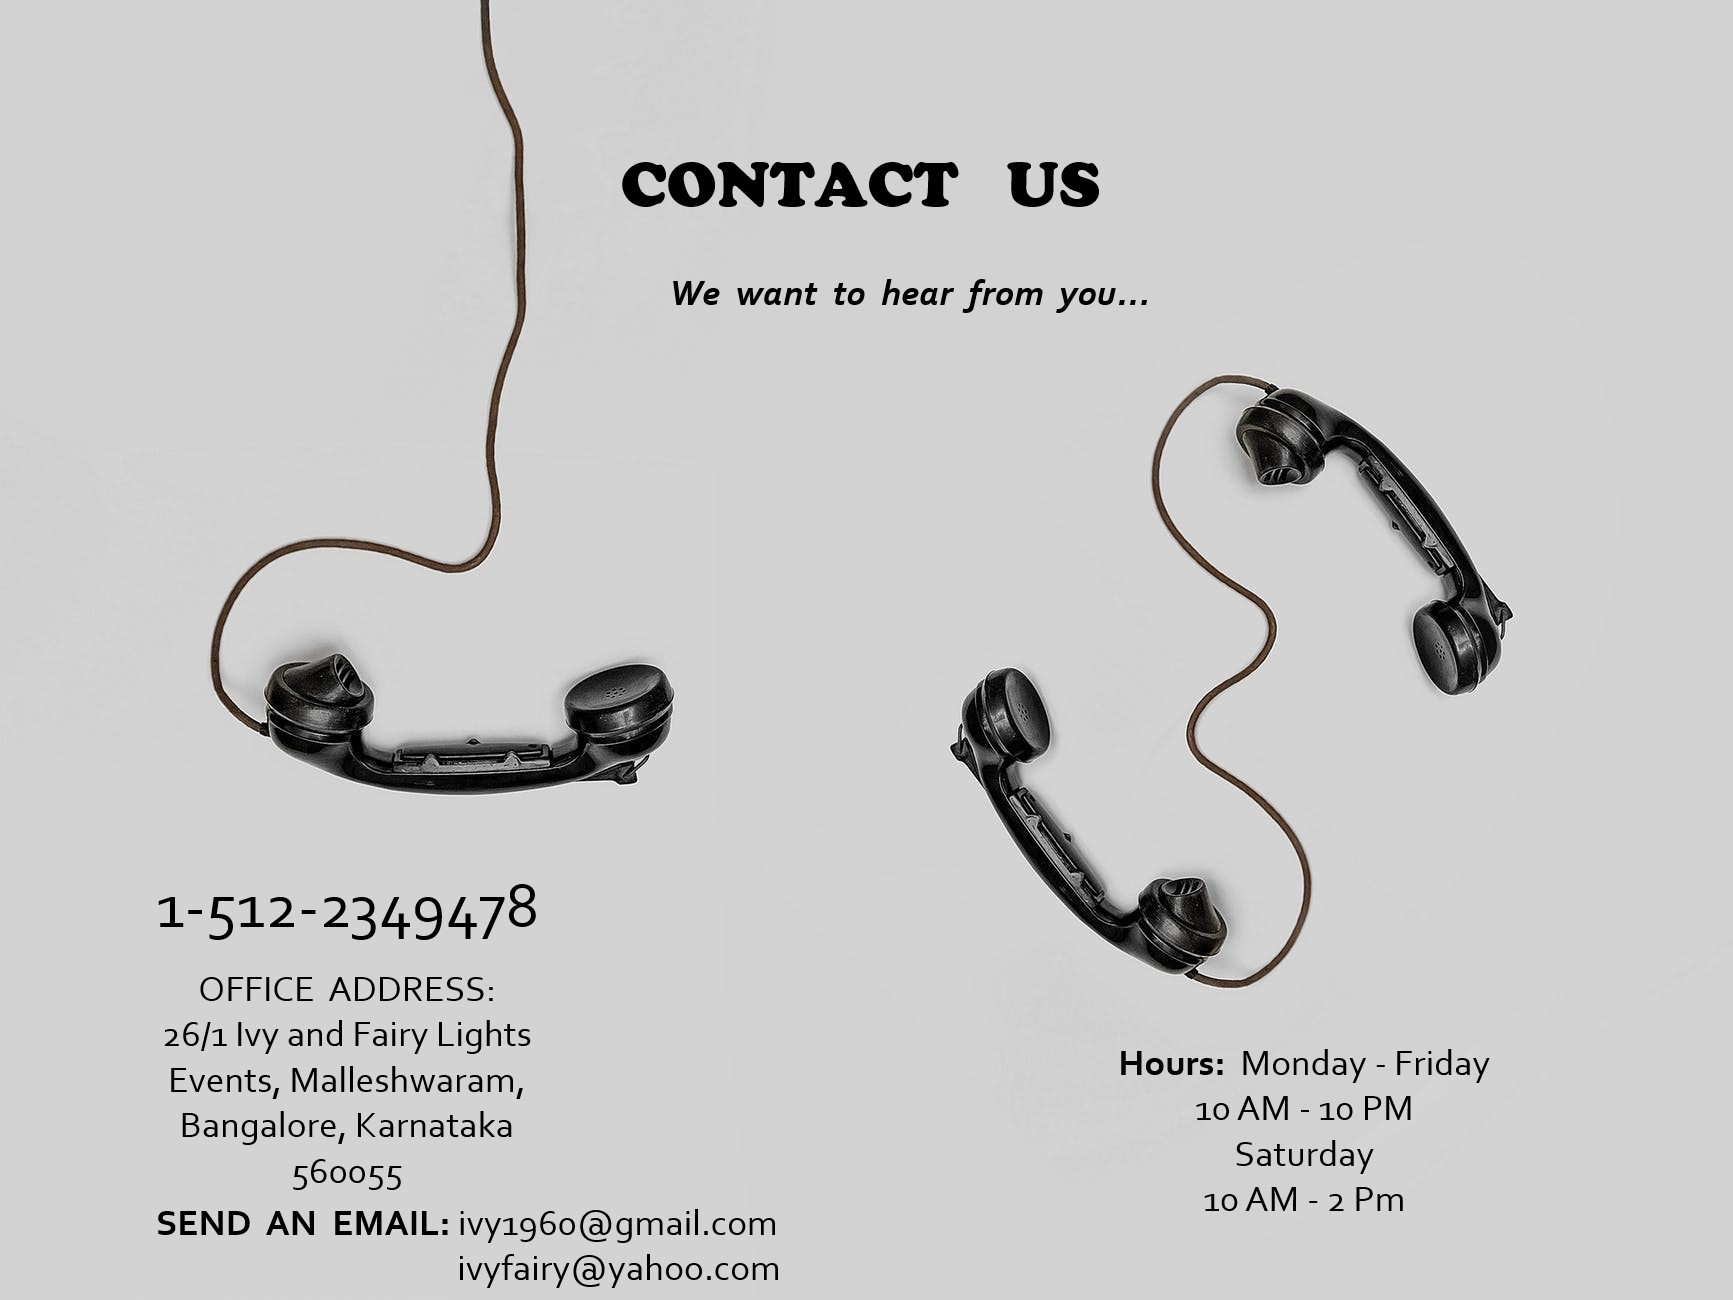 CONTACT US
We want to hear from you...
1-512-2349478
OFFICE ADDRESS:
26/1 Ivy and Fairy Lights
Events, Malleshwaram,
Bangalore, Karnataka
560055
SEND AN EMAIL: ivy1960@gmail.com
ivyfairy@yahoo.com
Hours: Monday - Friday
10 AM - 10 PM
Saturday
10 AM - 2 Pm